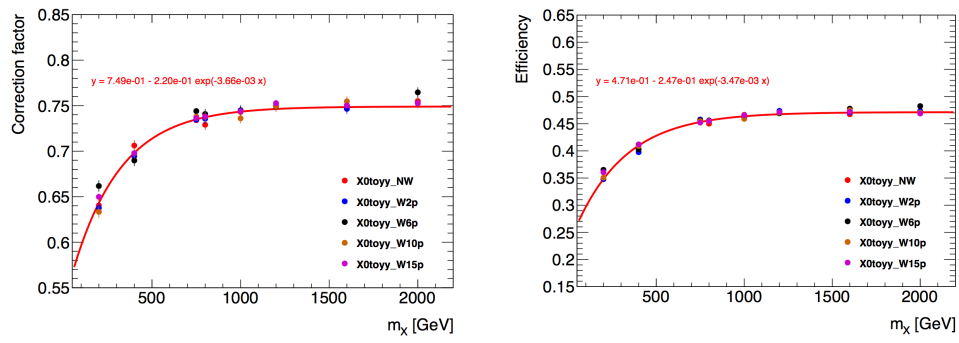 Correction factor
0.8
0.75
0.7
0.65
0.6
0.55
y = 7.49e-01 - 2.20e-01 exp(-3.66e-03 x)
X0toyy_NW
X0toyy_W2p
X0toyy_W6p
X0toyy_W10p
X0toyy_W15p
500 1000 1500 2000
m_X [GeV]
Efficiency
0.65
0.6
0.55
0.5
0.45
0.4
0.35
0.3
0.25
0.2
0.15
y = 4.71e-01 - 2.47e-01 exp(-3.47e-03 x)
X0toyy_NW
X0toyy_W2p
X0toyy_W6p
X0toyy_W10p
X0toyy_W15p
500 1000 1500 2000
m_X [GeV]